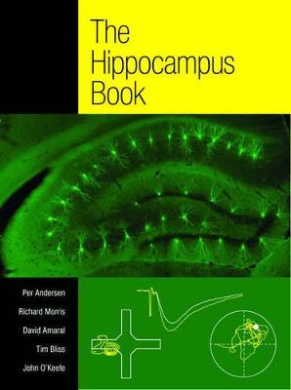 The
Hippocampus
Book
Per Andersen
Richard Morris
David Amaral
Tim Bliss
John O'Keefe